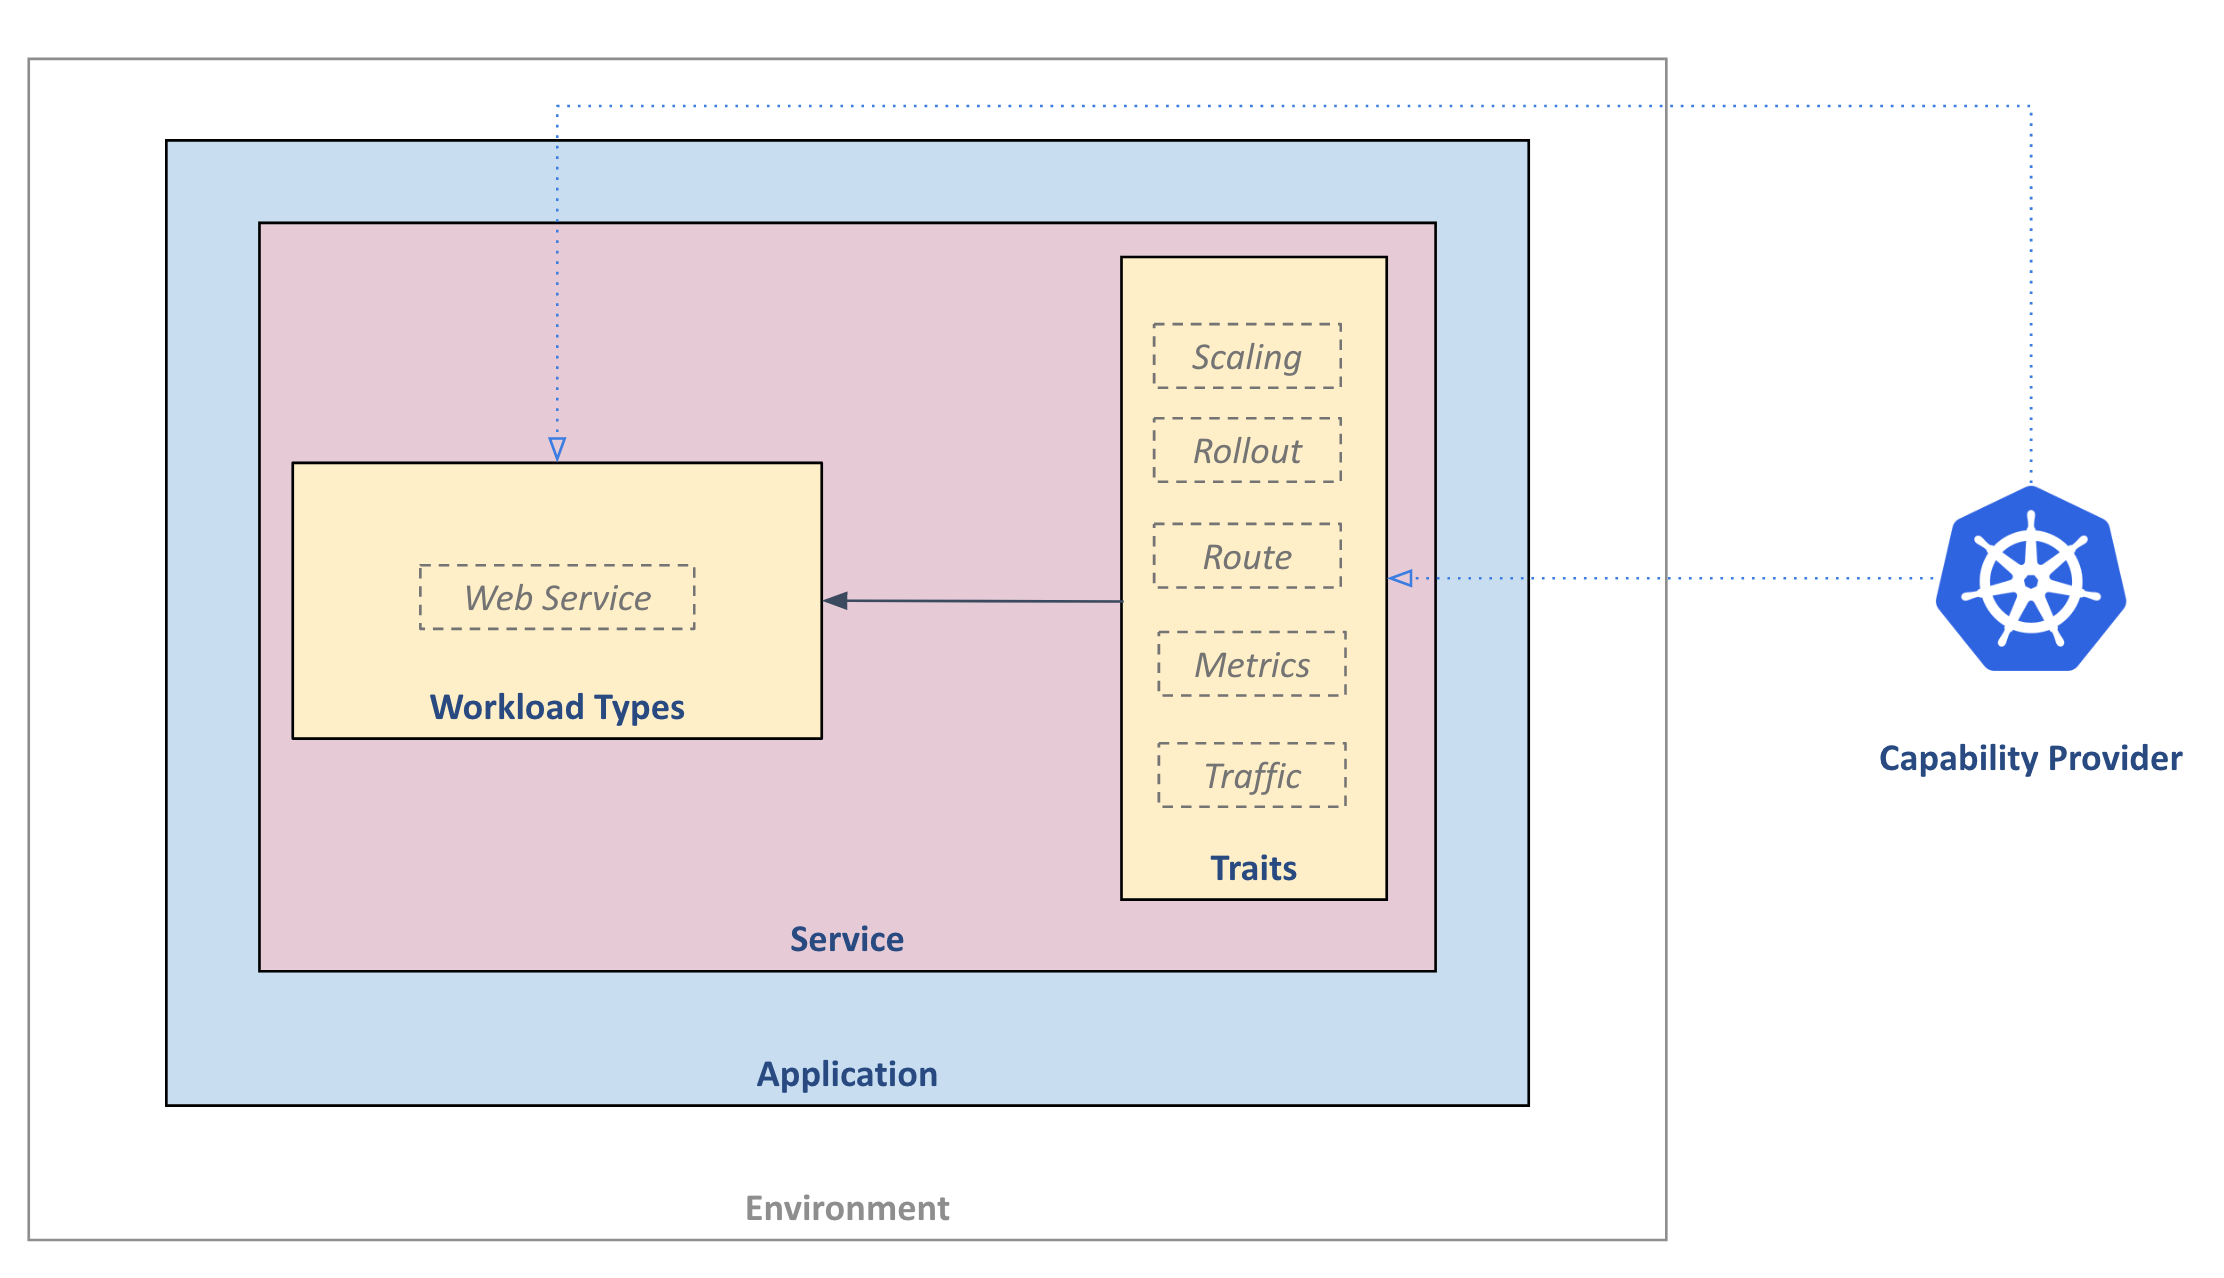 Scaling
Rollout
Route
Metrics
Traffic
Traits
Web Service
Workload Types
Service
Application
Environment
Capability Provider